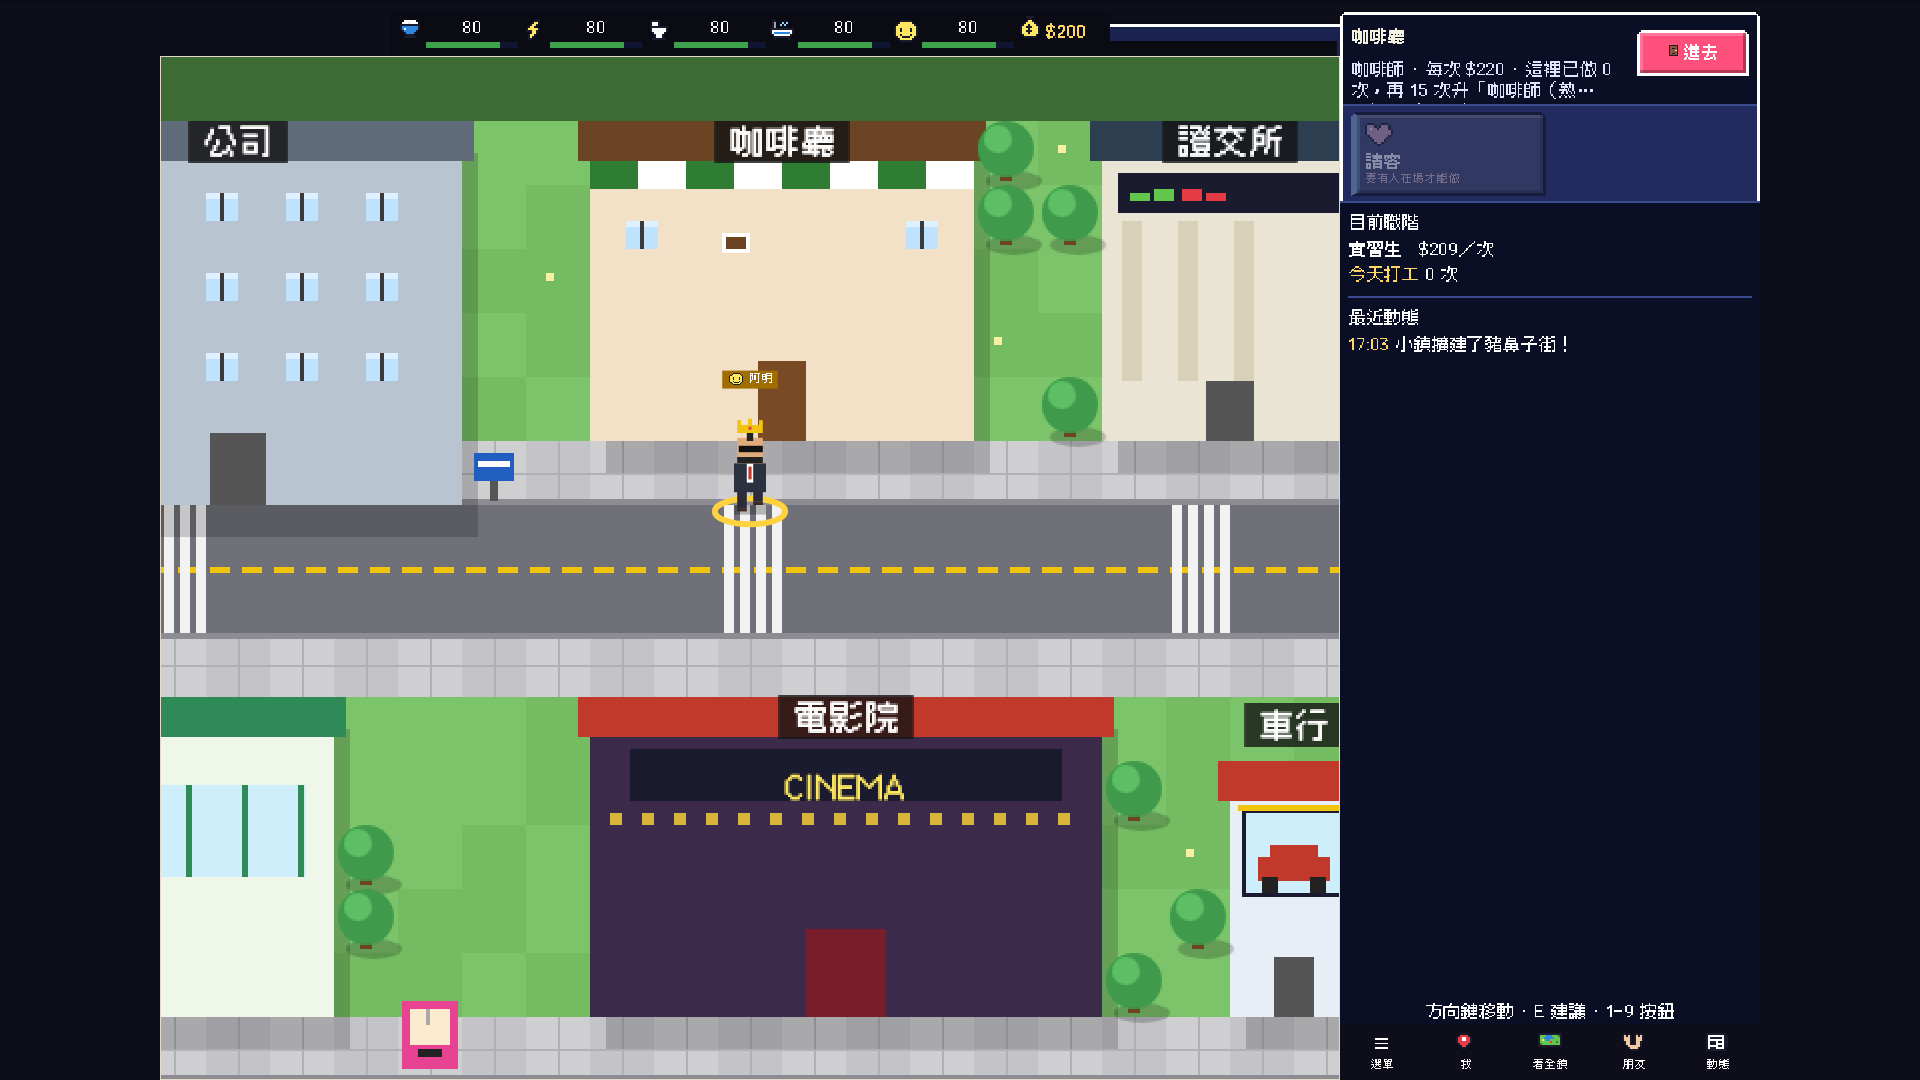 80 80 80 80 80 $200
咖啡廳
進去
咖啡師 · 每次 $220 · 這裡已做 0
次，再 15 次升「咖啡師（熟…
請客
要有人在場才能做
目前職階
實習生 $209／次
今天打工 0 次
最近動態
17:03 小鎮擴建了豬鼻子街！
公司
咖啡廳
證交所
阿明
電影院
CINEMA
車行
方向鍵移動 · E 建議 · 1-9 按鈕
選單 我 看全鎮 朋友 動態